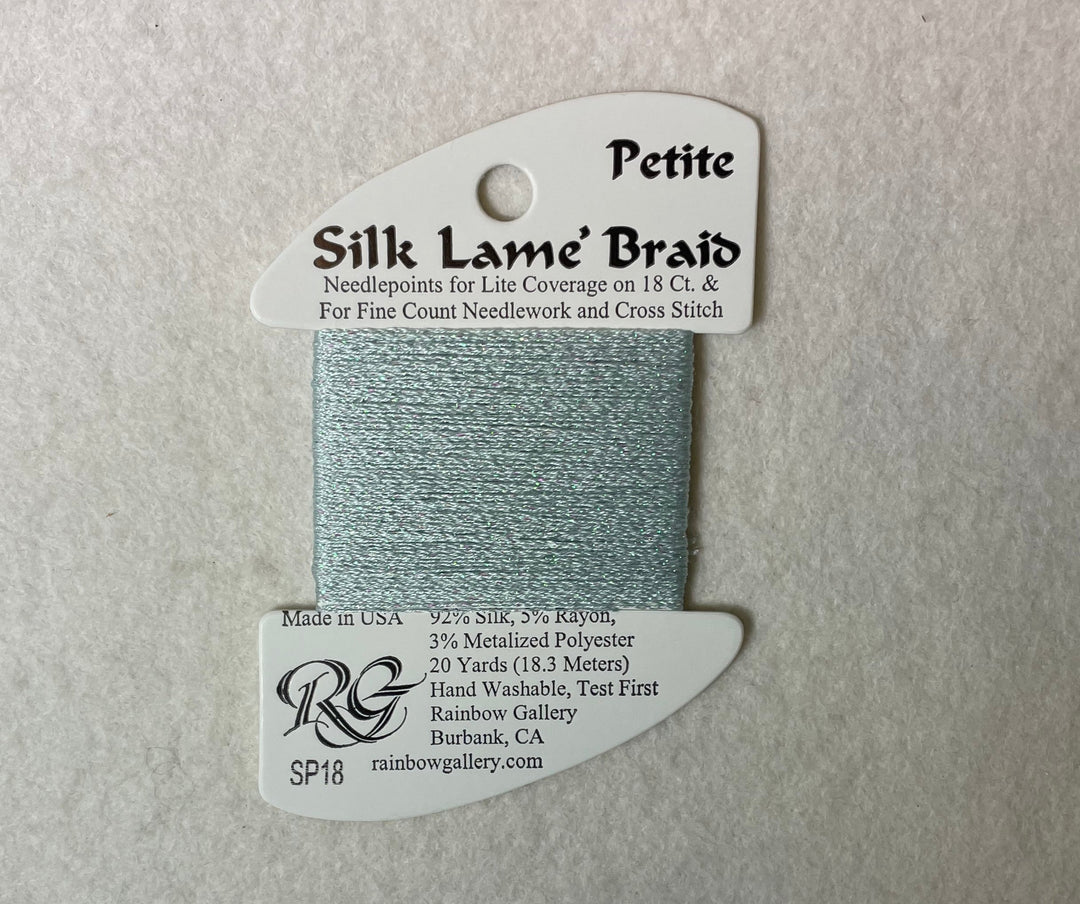 Petite
Silk Lame' Braid
Needlepoints for Lite Coverage on 18 Ct. &
For Fine Count Needlework and Cross Stitch
Made in USA
92% Silk, 5% Rayon,
3% Metalized Polyester
20 Yards (18.3 Meters)
Hand Washable, Test First
Rainbow Gallery
Burbank, CA
rainbowgallery.com
RG
SP18